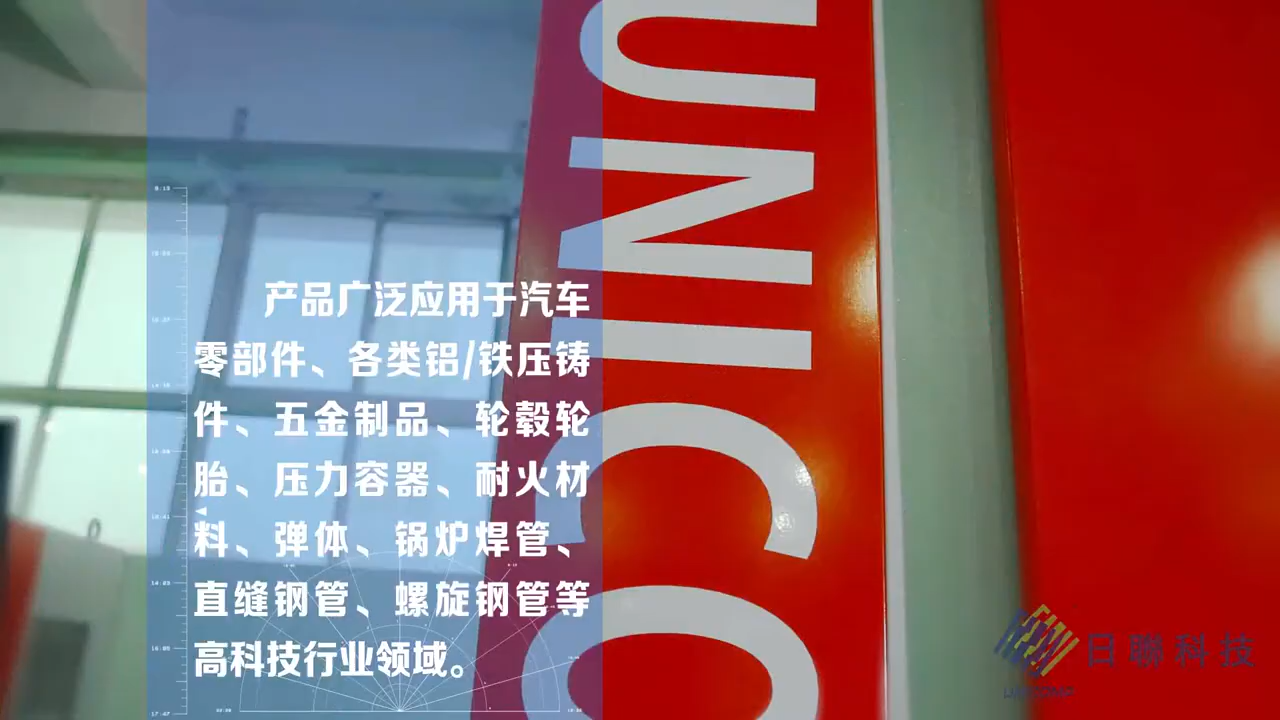 产品广泛应用于汽车
零部件、各类铝/铁压铸
件、五金制品、轮毂轮
胎、压力容器、耐火材
料、弹体、锅炉焊管、
直缝钢管、螺旋钢管等
高科技行业领域。
UNICO
日聯科技